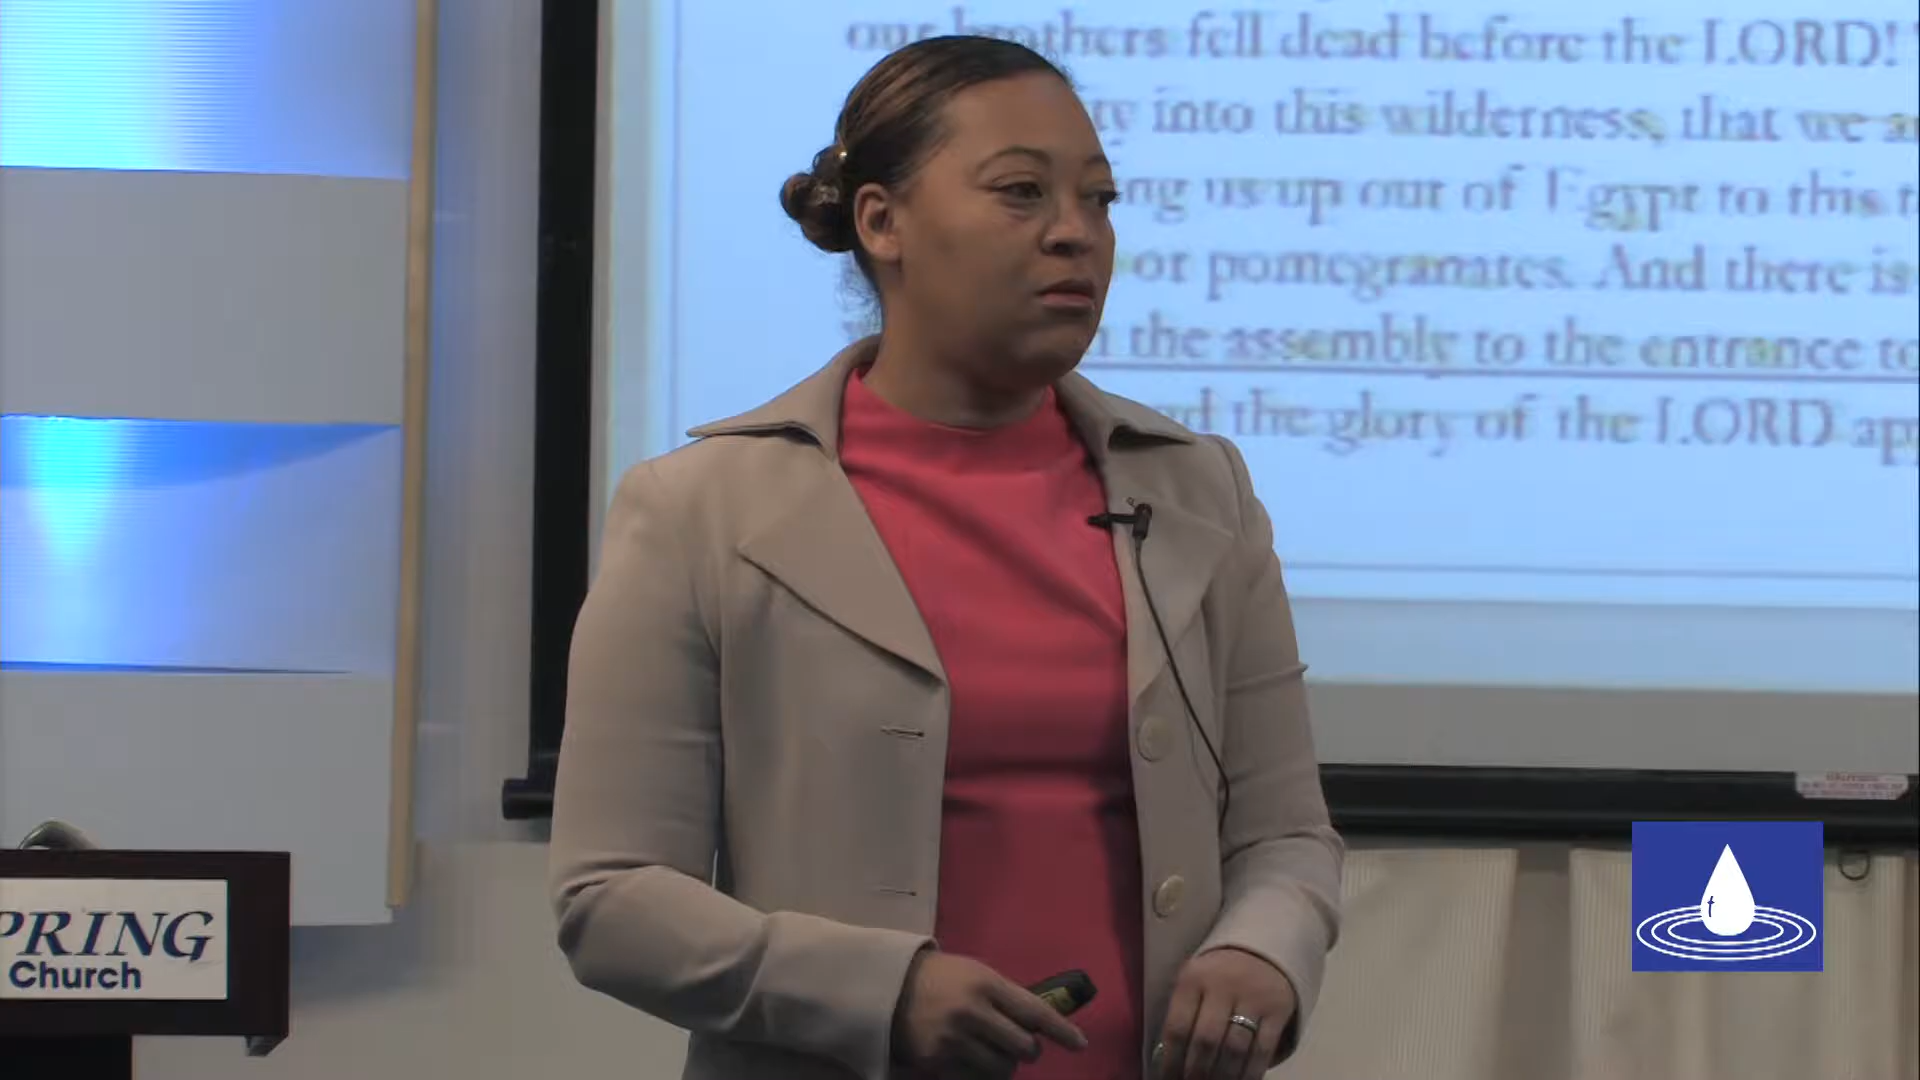 our brothers fell dead before the LORD!
into this wilderness, that we
us up out of Egypt to this
or pomegranates. And there is
the assembly to the entrance to
the glory of the LORD
PRING
Church